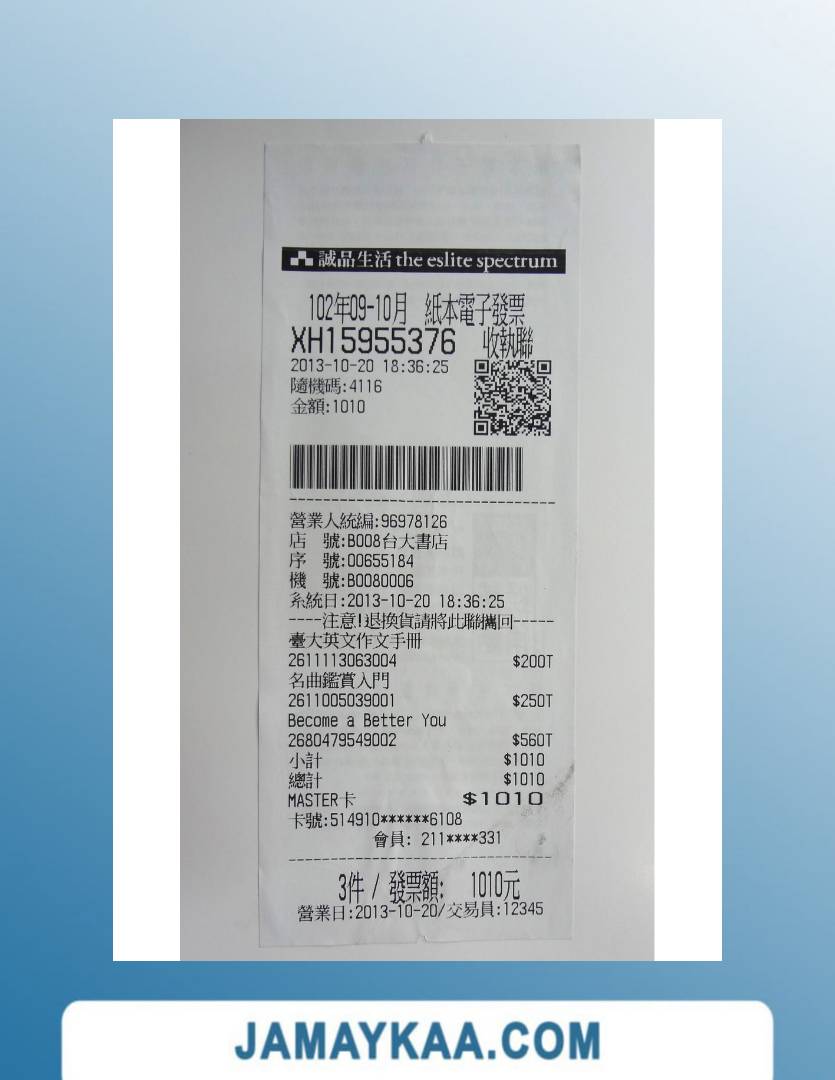 誠品生活 the eslite spectrum
102年09-10月 紙本電子發票
XH15955376 收執聯
2013-10-20 18:36:25
隨機碼:4116
金額:1010
營業人統編:96978126
店 號:B008台大書店
序 號:00655184
機 號:B0080006
系統日:2013-10-20 18:36:25
----注意!退換貨請將此聯攜回-----
臺大英文作文手冊
2611113063004 $200T
名曲鑑賞入門
2611005039001 $250T
Become a Better You
2680479549002 $560T
小計 $1010
總計 $1010
MASTER卡 $1010
卡號:514910******6108
會員: 211****331
3件 / 發票額: 1010元
營業日:2013-10-20/交易員:12345
JAMAYKAA.COM